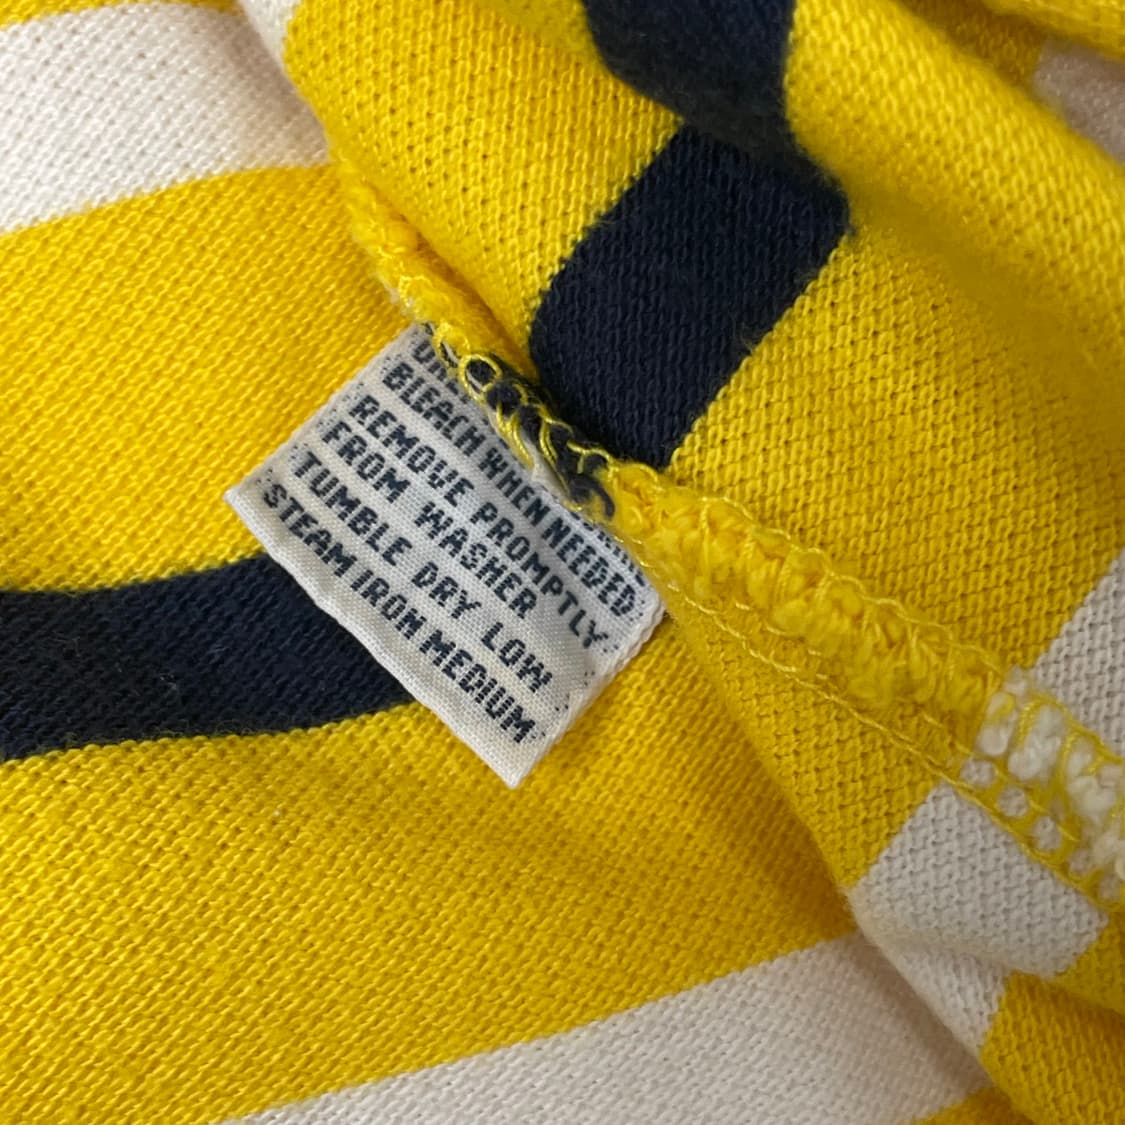 BLEACH WHEN NEEDED
REMOVE PROMPTLY
FROM WASHER
TUMBLE DRY LOW
STEAM IRON MEDIUM